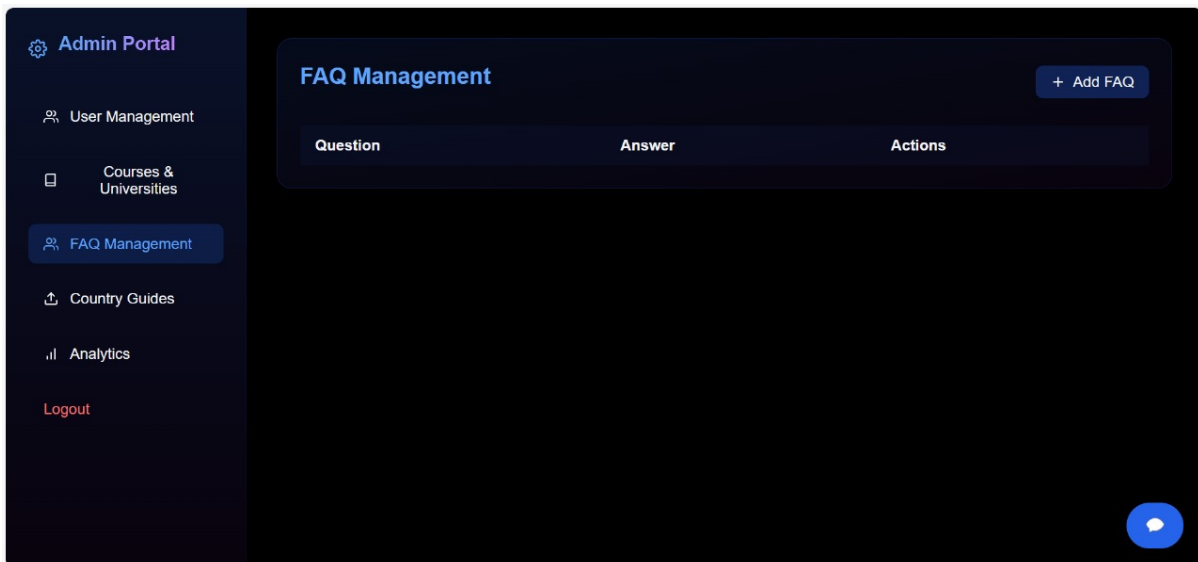 Admin Portal
User Management
Courses &
Universities
FAQ Management
Country Guides
Analytics
Logout
FAQ Management
+ Add FAQ
Question Answer Actions